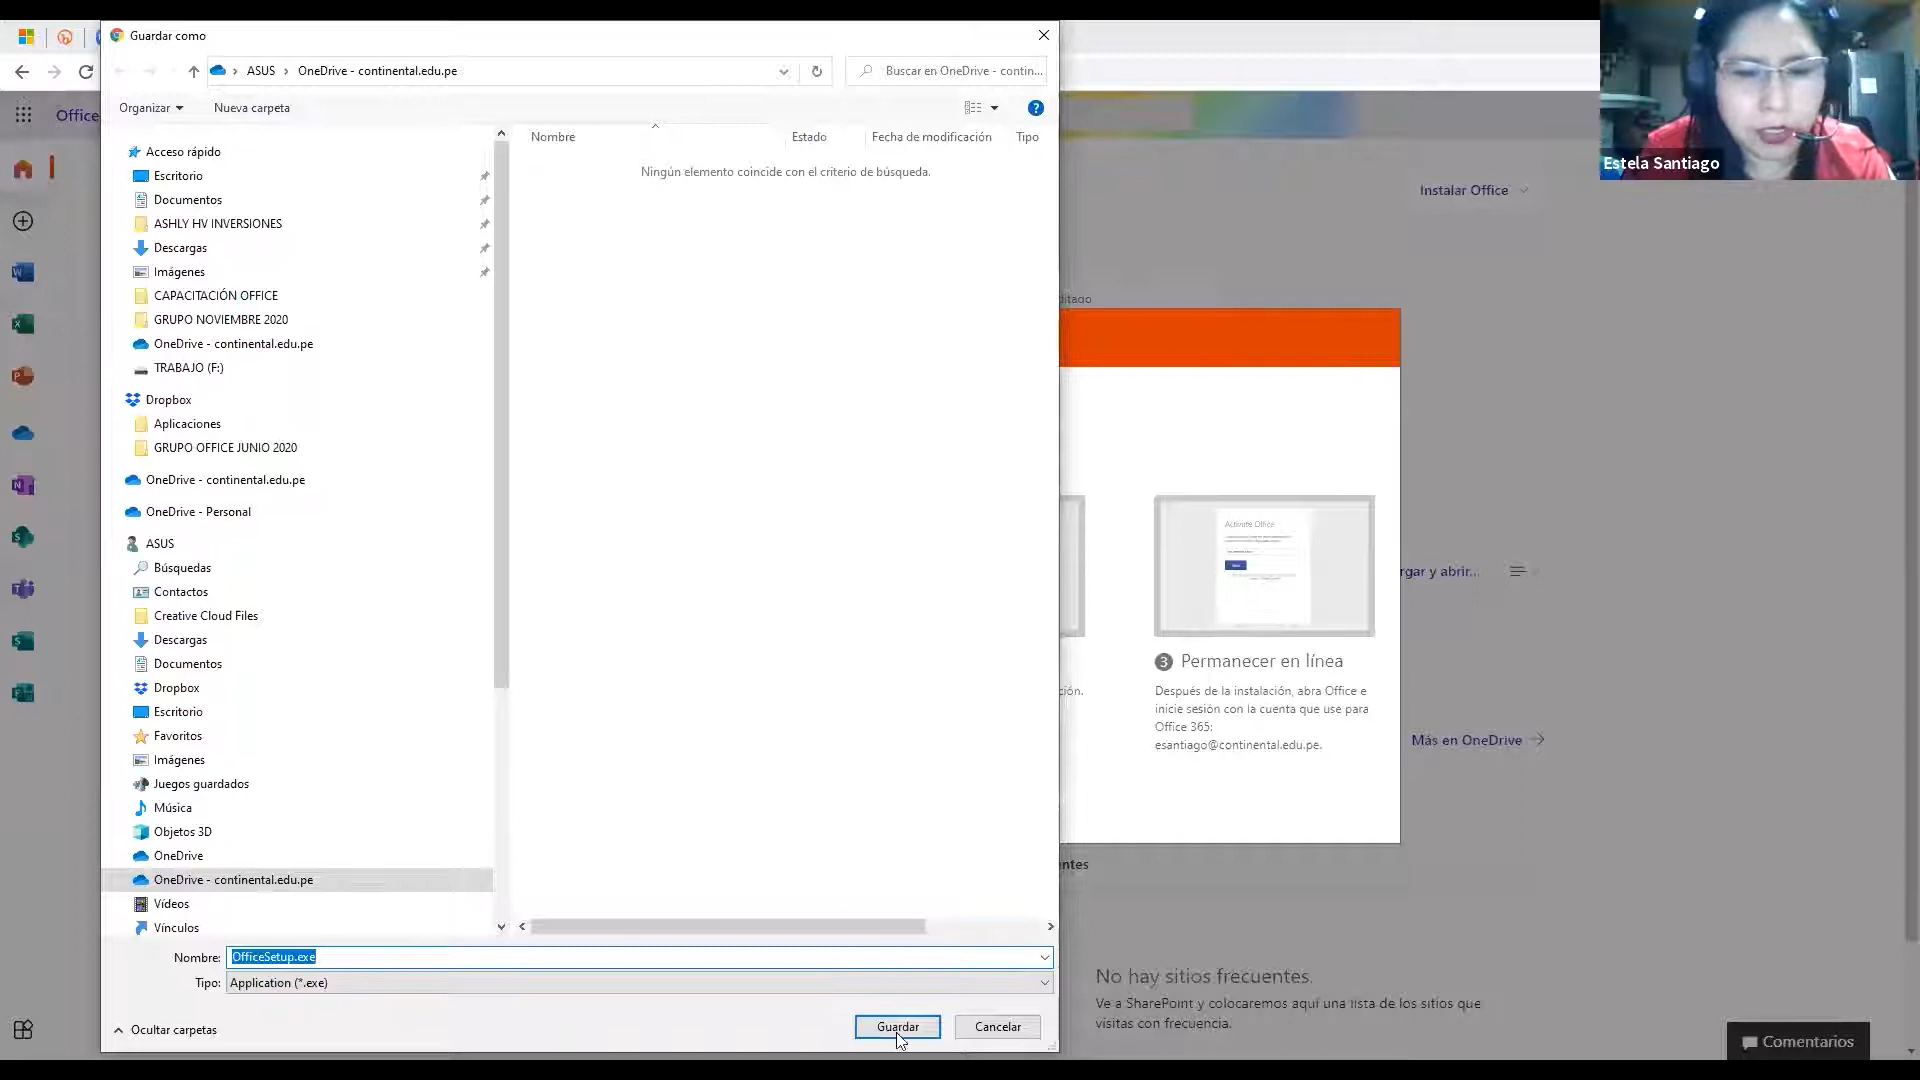 Guardar como
ASUS
OneDrive - continental.edu.pe
Buscar en OneDrive - contin...
Organizar
Nueva carpeta
Office
Nombre
Estado
Fecha de modificación
Tipo
Ningún elemento coincide con el criterio de búsqueda.
Acceso rápido
Escritorio
Documentos
ASHLY HV INVERSIONES
Descargas
Imágenes
CAPACITACIÓN OFFICE
GRUPO NOVIEMBRE 2020
OneDrive - continental.edu.pe
TRABAJO (F:)
Dropbox
Aplicaciones
GRUPO OFFICE JUNIO 2020
OneDrive - continental.edu.pe
OneDrive - Personal
ASUS
Búsquedas
Contactos
Creative Cloud Files
Descargas
Documentos
Dropbox
Escritorio
Favoritos
Imágenes
Juegos guardados
Música
Objetos 3D
OneDrive
OneDrive - continental.edu.pe
Vídeos
Vínculos
Nombre:
OfficeSetup.exe
Tipo:
Application (*.exe)
Ocultar carpetas
Guardar
Cancelar
Estela Santiago
Instalar Office
Activate Office
3 Permanecer en línea
ción.
Después de la instalación, abra Office e
inicie sesión con la cuenta que use para
Office 365:
esantiago@continental.edu.pe.
rgar y abrir...
Más en OneDrive
ntes
No hay sitios frecuentes.
Ve a SharePoint y colocaremos aquí una lista de los sitios que
visitas con frecuencia.
Comentarios